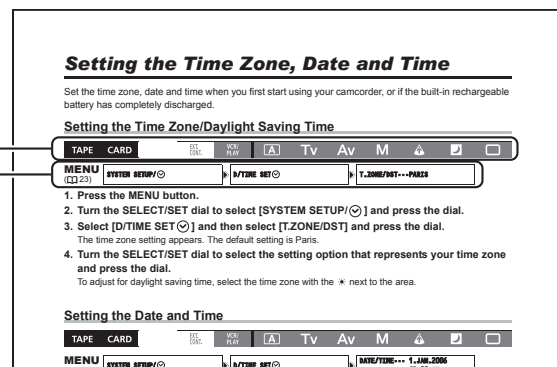 Setting the Time Zone, Date and Time
Set the time zone, date and time when you first start using your camcorder, or if the built-in rechargeable
battery has completely discharged.
Setting the Time Zone/Daylight Saving Time
TAPE CARD EXT. CONT. VCR/ PLAY A Tv Av M
MENU
(23)
SYSTEM SETUP/ D/TIME SET T.ZONE/DST---PARIS
1. Press the MENU button.
2. Turn the SELECT/SET dial to select [SYSTEM SETUP/ ] and press the dial.
3. Select [D/TIME SET ] and then select [T.ZONE/DST] and press the dial.
The time zone setting appears. The default setting is Paris.
4. Turn the SELECT/SET dial to select the setting option that represents your time zone
and press the dial.
To adjust for daylight saving time, select the time zone with the ☀ next to the area.
Setting the Date and Time
TAPE CARD EXT. CONT. VCR/ PLAY A Tv Av M
MENU SYSTEM SETUP/ D/TIME SET DATE/TIME--- 1.JAN.2006